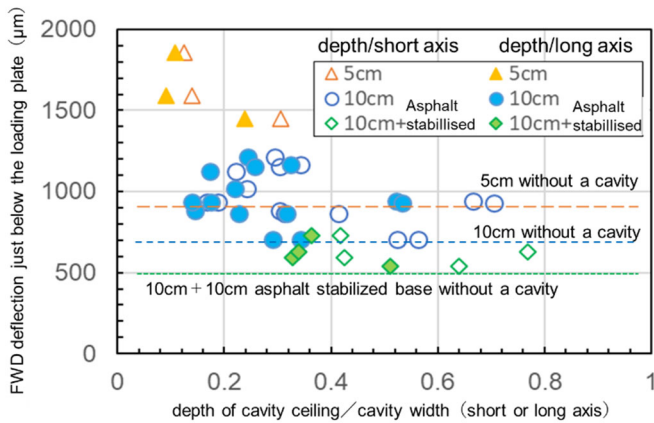 FWD deflection just below the loading plate（μm）
2000
1500
1000
500
0
depth/short axis
depth/long axis
5cm
5cm
10cm
Asphalt
10cm
Asphalt
10cm+stabillised
10cm+stabillised
5cm without a cavity
10cm without a cavity
10cm＋10cm asphalt stabilized base without a cavity
0
0.2
0.4
0.6
0.8
1
depth of cavity ceiling／cavity width（short or long axis）